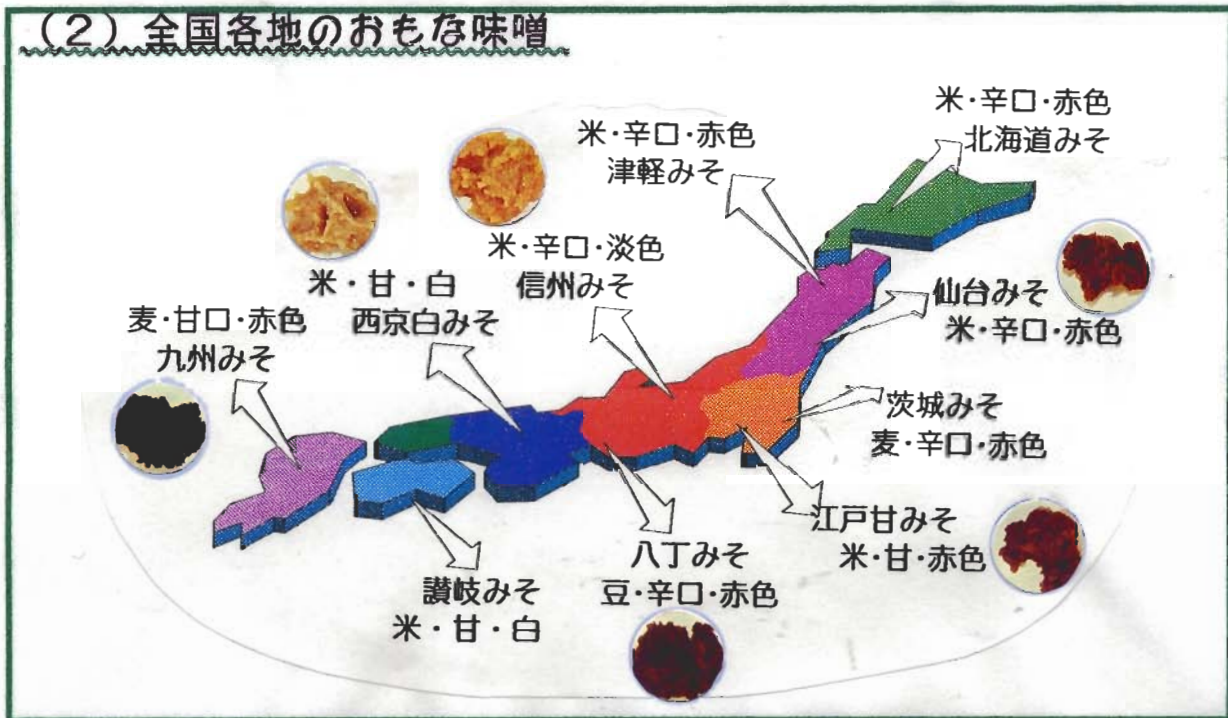 （2）全国各地のおもな味噌
米・辛口・赤色
北海道みそ
米・辛口・赤色
津軽みそ
米・辛口・淡色
信州みそ
米・甘・白
西京白みそ
麦・甘口・赤色
九州みそ
仙台みそ
米・辛口・赤色
茨城みそ
麦・辛口・赤色
江戸甘みそ
米・甘・赤色
八丁みそ
豆・辛口・赤色
讃岐みそ
米・甘・白